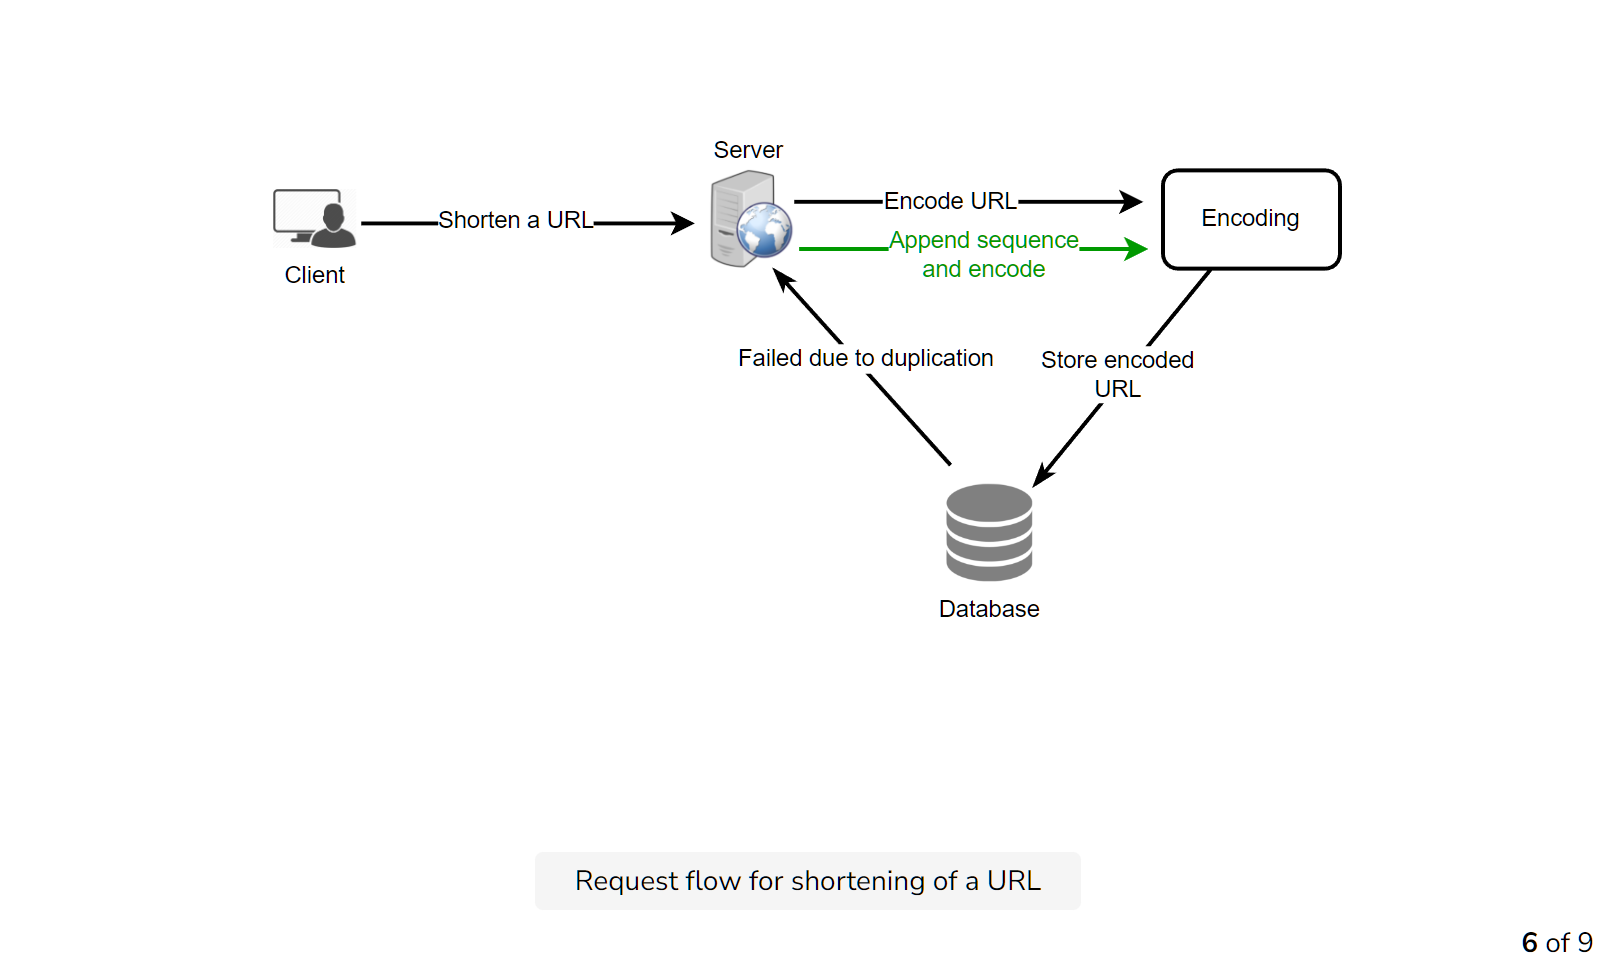 Server
Shorten a URL
Client
Encode URL
Append sequence
and encode
Encoding
Failed due to duplication
Store encoded
URL
Database
Request flow for shortening of a URL
6 of 9